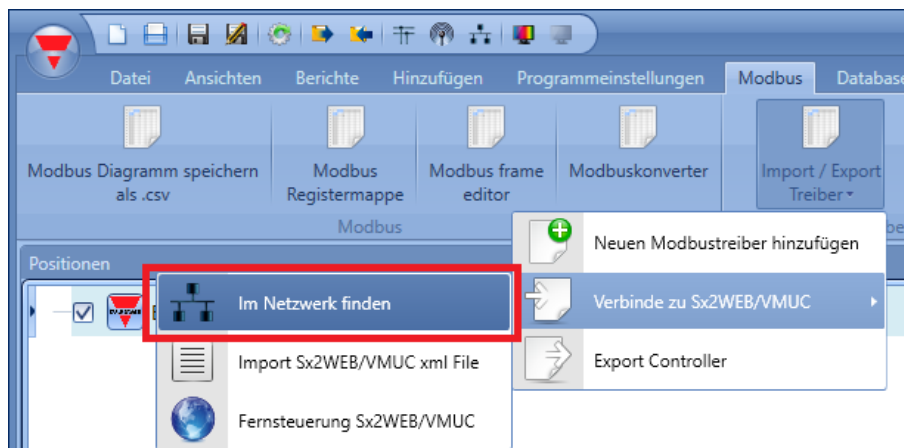 Datei Ansichten Berichte Hinzufügen Programmeinstellungen Modbus Database
Modbus Diagramm speichern als .csv
Modbus Registermappe
Modbus frame editor
Modbuskonverter
Import / Export Treiber
Modbus
Positionen
Neuen Modbustreiber hinzufügen
Verbinde zu Sx2WEB/VMUC
Export Controller
Im Netzwerk finden
Import Sx2WEB/VMUC xml File
Fernsteuerung Sx2WEB/VMUC